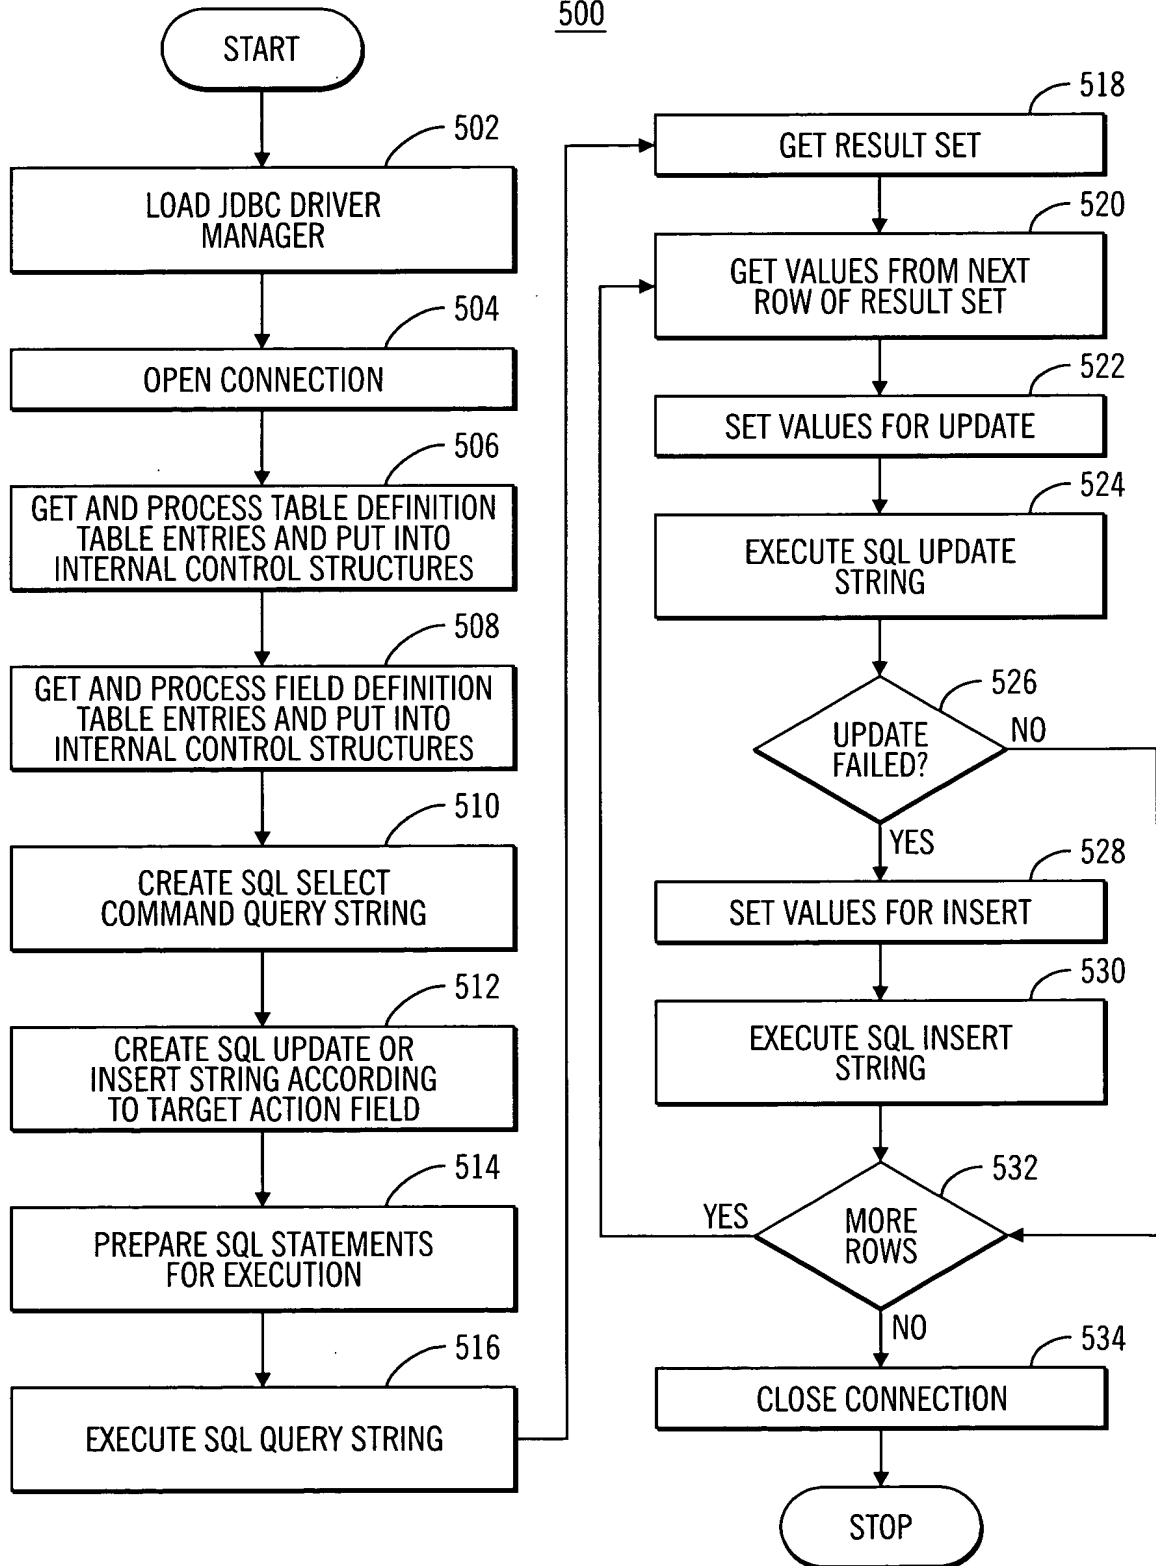 500
START
502
LOAD JDBC DRIVER
MANAGER
504
OPEN CONNECTION
506
GET AND PROCESS TABLE DEFINITION
TABLE ENTRIES AND PUT INTO
INTERNAL CONTROL STRUCTURES
508
GET AND PROCESS FIELD DEFINITION
TABLE ENTRIES AND PUT INTO
INTERNAL CONTROL STRUCTURES
510
CREATE SQL SELECT
COMMAND QUERY STRING
512
CREATE SQL UPDATE OR
INSERT STRING ACCORDING
TO TARGET ACTION FIELD
514
PREPARE SQL STATEMENTS
FOR EXECUTION
516
EXECUTE SQL QUERY STRING
518
GET RESULT SET
520
GET VALUES FROM NEXT
ROW OF RESULT SET
522
SET VALUES FOR UPDATE
524
EXECUTE SQL UPDATE
STRING
526
UPDATE
FAILED?
NO
YES
528
SET VALUES FOR INSERT
530
EXECUTE SQL INSERT
STRING
532
MORE
ROWS
YES
NO
534
CLOSE CONNECTION
STOP